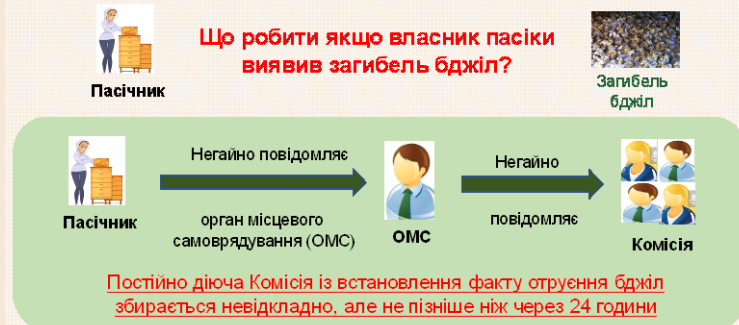 Що робити якщо власник пасіки
виявив загибель бджіл?
Пасічник
Загибель
бджіл
Негайно повідомляє
орган місцевого
самоврядування (ОМС)
Негайно
повідомляє
Пасічник
ОМС
Комісія
Постійно діюча Комісія із встановлення факту отруєння бджіл
збирається невідкладно, але не пізніше ніж через 24 години